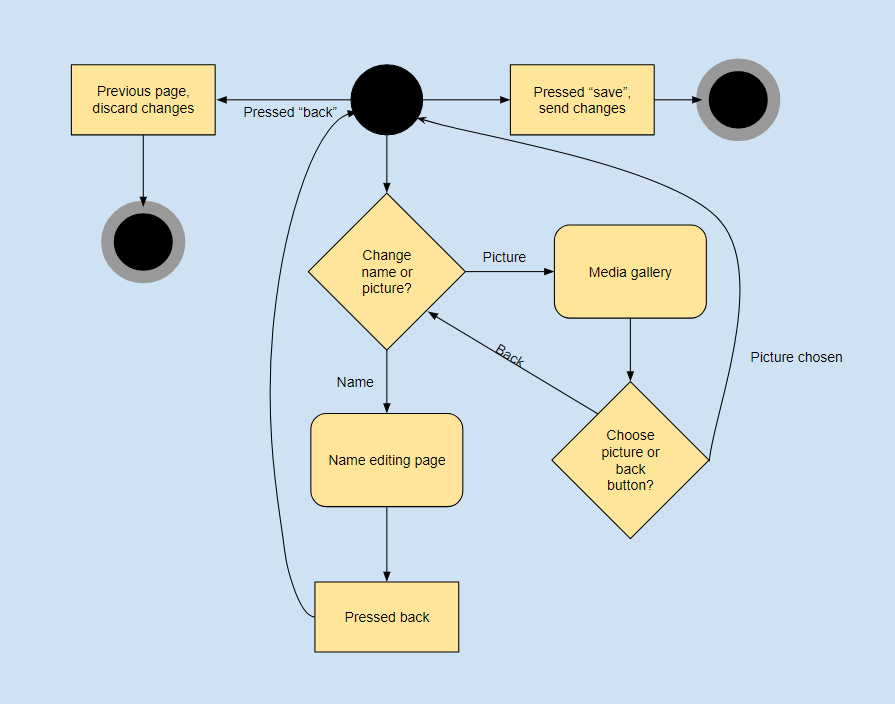 Previous page,
discard changes
Pressed “back”
Pressed “save”,
send changes
Change
name or
picture?
Picture
Media gallery
Back
Picture chosen
Name
Choose
picture or
back
button?
Name editing page
Pressed back